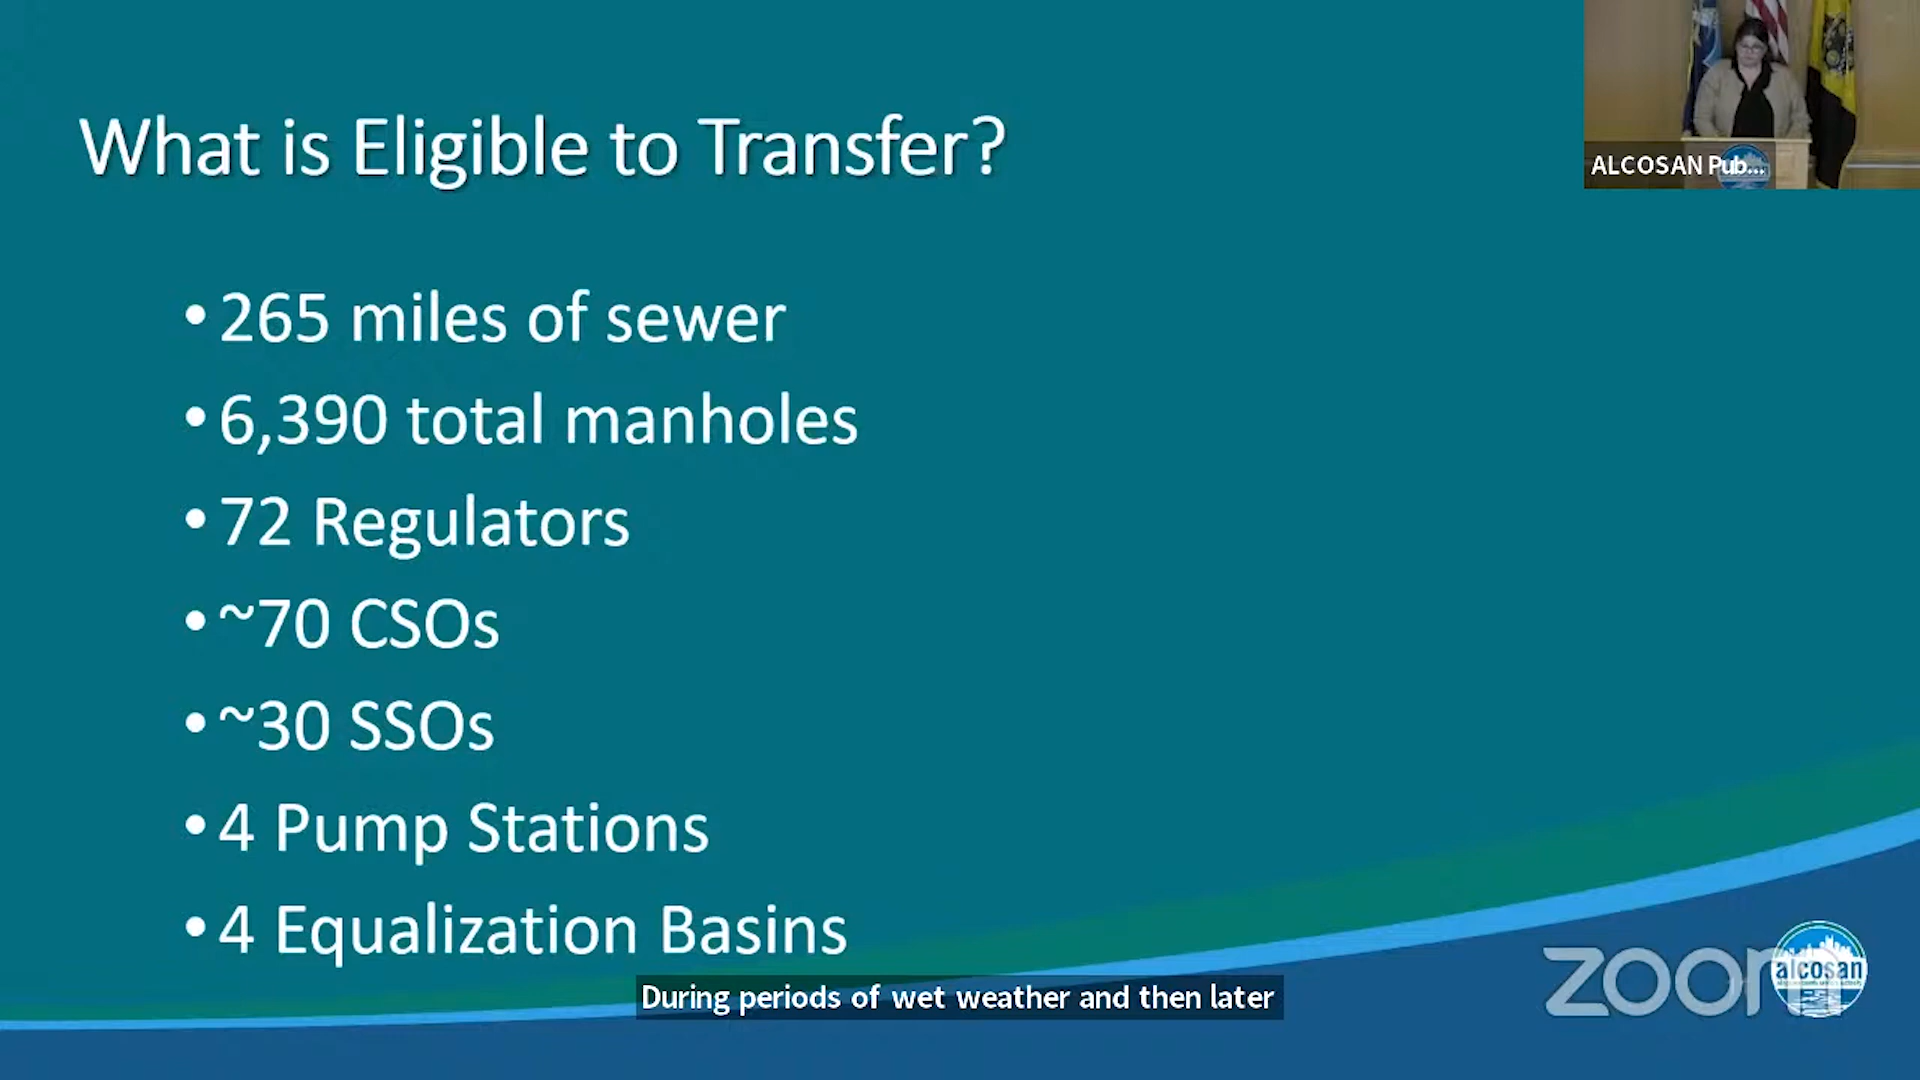 What is Eligible to Transfer?
ALCOSAN Pub...
• 265 miles of sewer
• 6,390 total manholes
• 72 Regulators
• ~70 CSOs
• ~30 SSOs
• 4 Pump Stations
• 4 Equalization Basins
During periods of wet weather and then later
zoom
alcosan